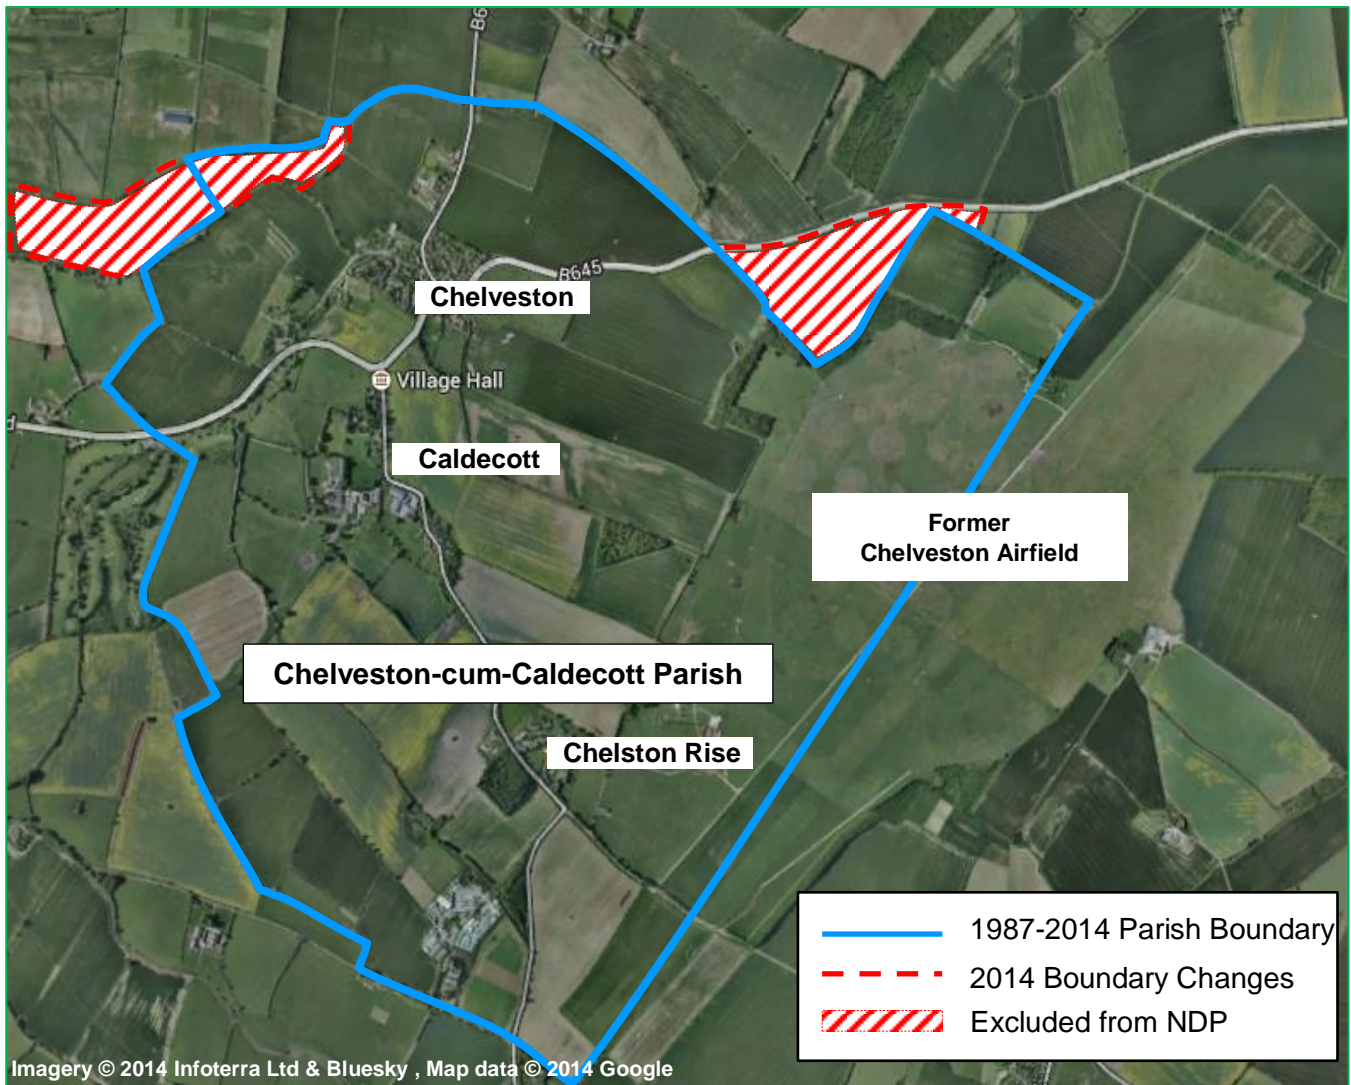 B6
B645
Chelveston
Village Hall
d
Caldecott
Former
Chelveston Airfield
Chelveston-cum-Caldecott Parish
Chelston Rise
1987-2014 Parish Boundary
2014 Boundary Changes
Excluded from NDP
Imagery © 2014 Infoterra Ltd & Bluesky , Map data © 2014 Google